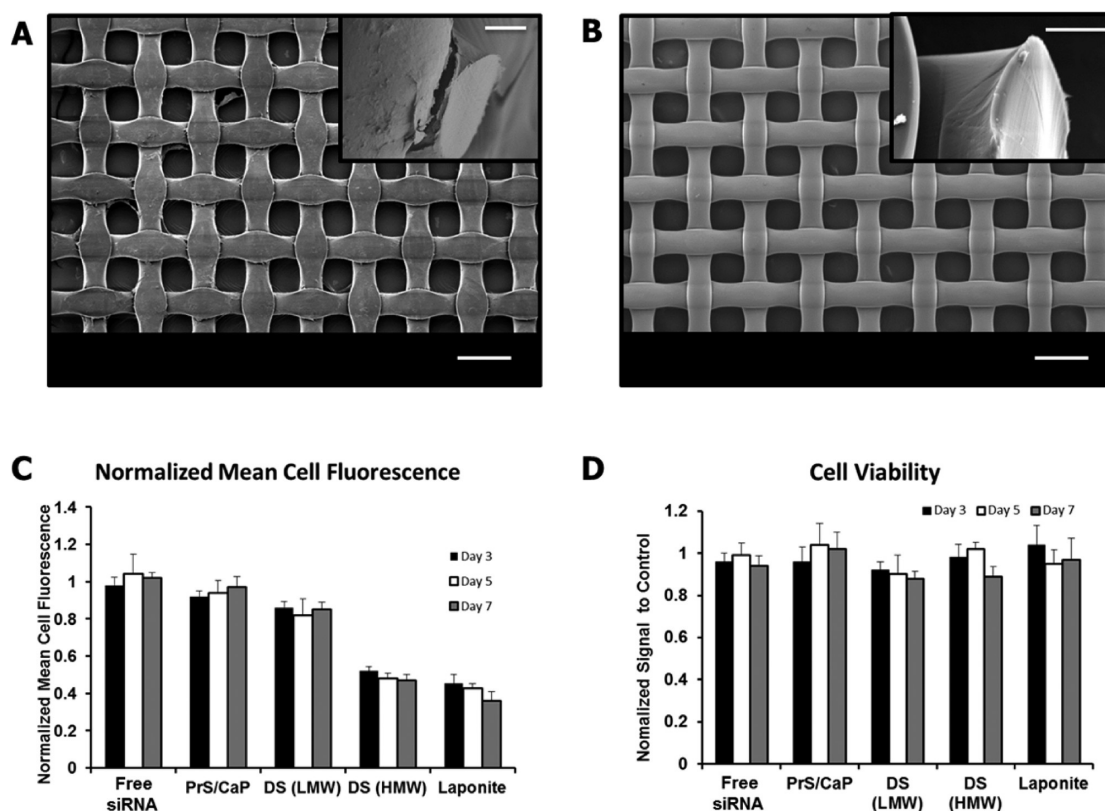 A
B
C
Normalized Mean Cell Fluorescence
Normalized Mean Cell Fluorescence
1.4
1.2
1
0.8
0.6
0.4
0.2
0
Day 3
Day 5
Day 7
Free siRNA
PrS/CaP
DS (LMW)
DS (HMW)
Laponite
D
Cell Viability
Nomalized Signal to Control
1.2
1
0.8
0.6
0.4
0.2
0
Day 3 Day 5 Day 7
Free siRNA
PrS/CaP
DS (LMW)
DS (HMW)
Laponite